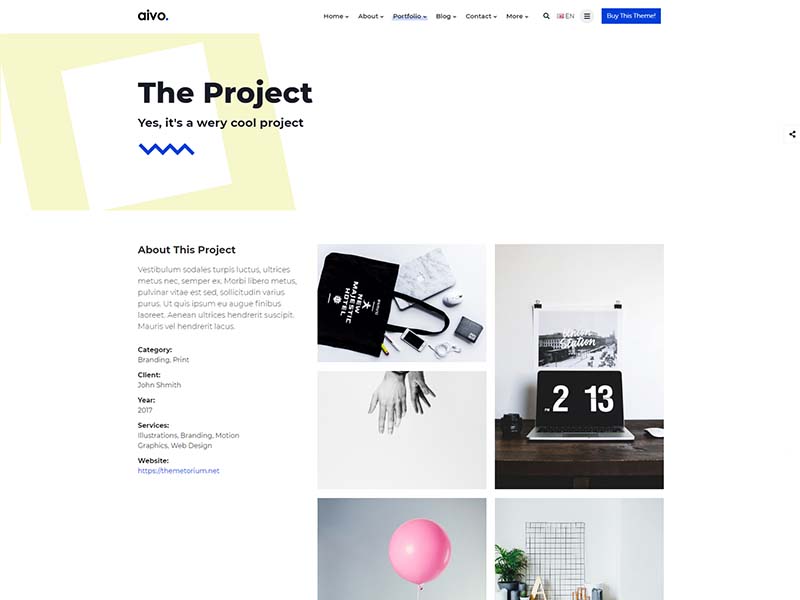 aivo.
Home
About
Portfolio
Blog
Contact
More
EN
Buy This Theme!
The Project
Yes, it's a wery cool project
About This Project
Vestibulum sodales turpis luctus, ultrices
metus nec, semper ex. Morbi libero metus,
pulvinar vitae est sed, sollicitudin varius
purus. Ut quis ipsum eu augue finibus
laoreet. Aenean ultrices hendrerit suscipit.
Mauris vel hendrerit lacus.
Category:
Branding, Print
Client:
John Shmith
Year:
2017
Services:
Illustrations, Branding, Motion
Graphics, Web Design
Website:
https://themetorium.net
NEW
MAJESTIC
HOTEL
Station
PM 2 13